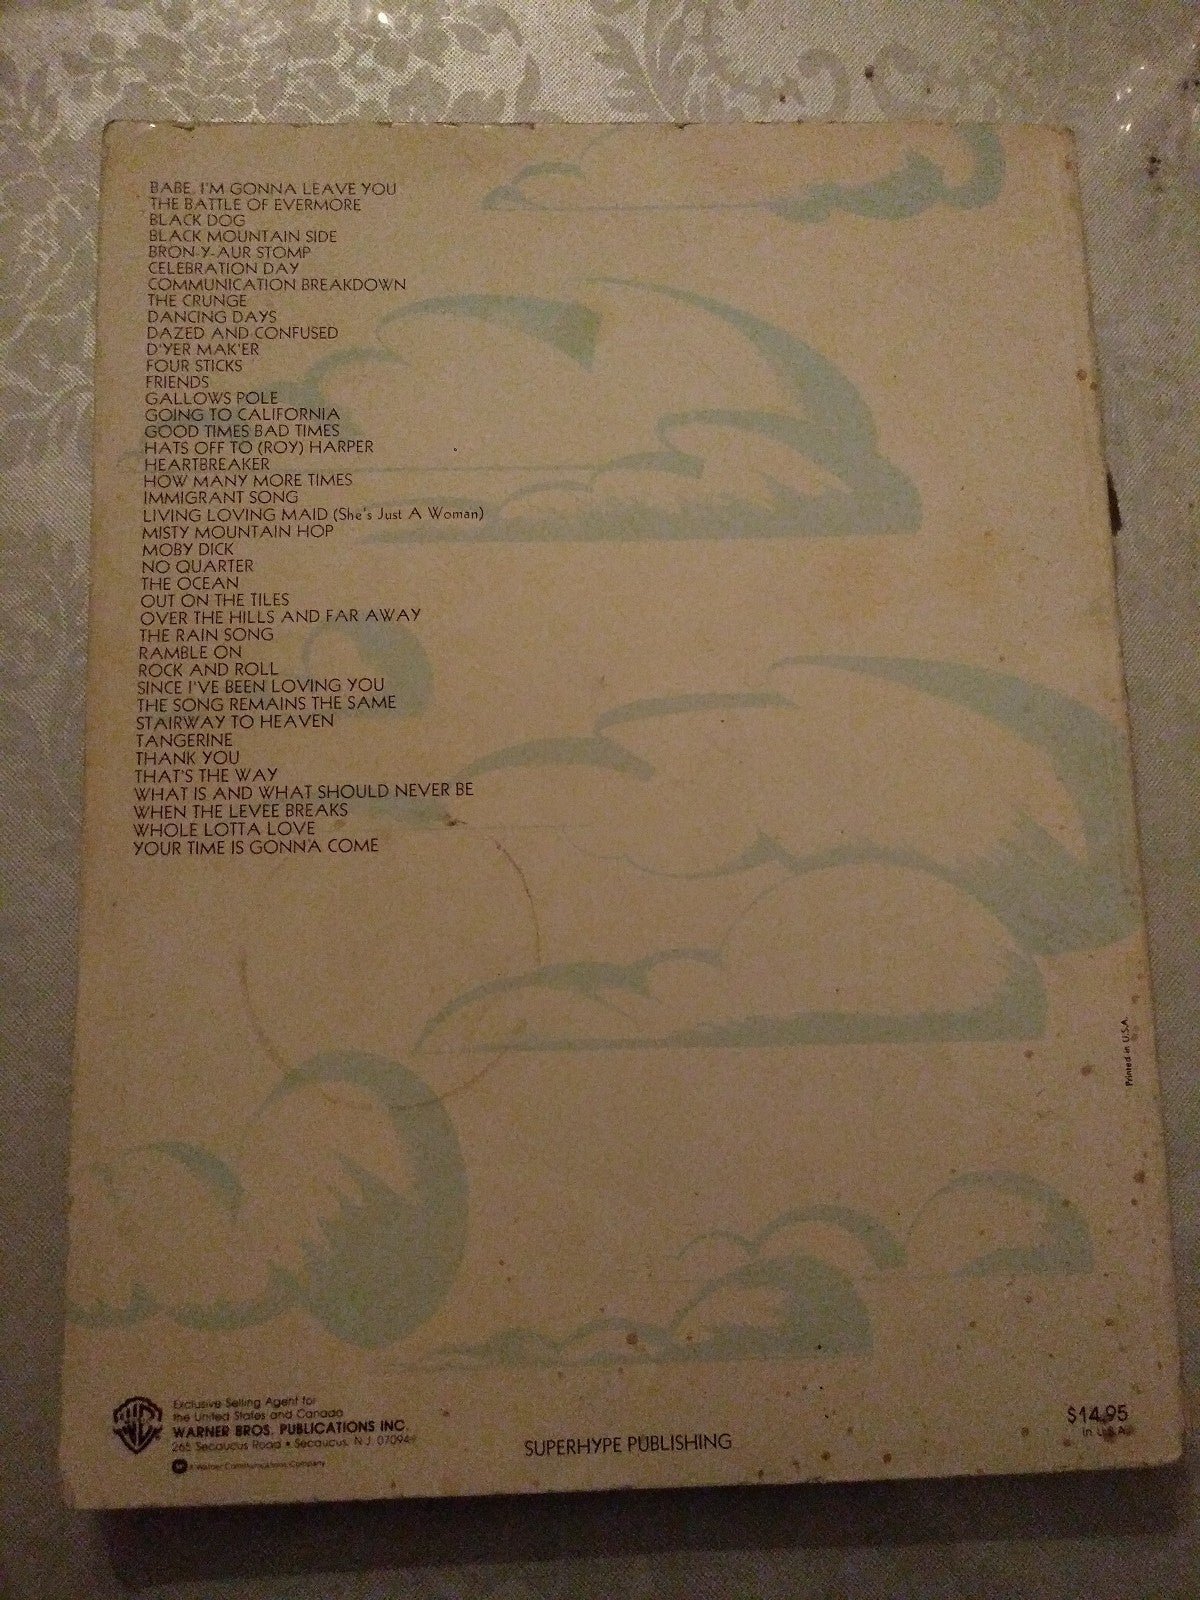 BABE, I'M GONNA LEAVE YOU
THE BATTLE OF EVERMORE
BLACK DOG
BLACK MOUNTAIN SIDE
BRON-Y-AUR STOMP
CELEBRATION DAY
COMMUNICATION BREAKDOWN
THE CRUNGE
DANCING DAYS
DAZED AND CONFUSED
D'YER MAK'ER
FOUR STICKS
FRIENDS
GALLOWS POLE
GOING TO CALIFORNIA
GOOD TIMES BAD TIMES
HATS OFF TO (ROY) HARPER
HEARTBREAKER
HOW MANY MORE TIMES
IMMIGRANT SONG
LIVING LOVING MAID (She's Just A Woman)
MISTY MOUNTAIN HOP
MOBY DICK
NO QUARTER
THE OCEAN
OUT ON THE TILES
OVER THE HILLS AND FAR AWAY
THE RAIN SONG
RAMBLE ON
ROCK AND ROLL
SINCE I'VE BEEN LOVING YOU
THE SONG REMAINS THE SAME
STAIRWAY TO HEAVEN
TANGERINE
THANK YOU
THAT'S THE WAY
WHAT IS AND WHAT SHOULD NEVER BE
WHEN THE LEVEE BREAKS
WHOLE LOTTA LOVE
YOUR TIME IS GONNA COME
Printed in U.S.A.
WB
Exclusive Selling Agent for
the United States and Canada
WARNER BROS. PUBLICATIONS INC.
265 Secaucus Road • Secaucus, N.J. 07094
A Warner Communications Company
SUPERHYPE PUBLISHING
$14.95
In U.S.A.